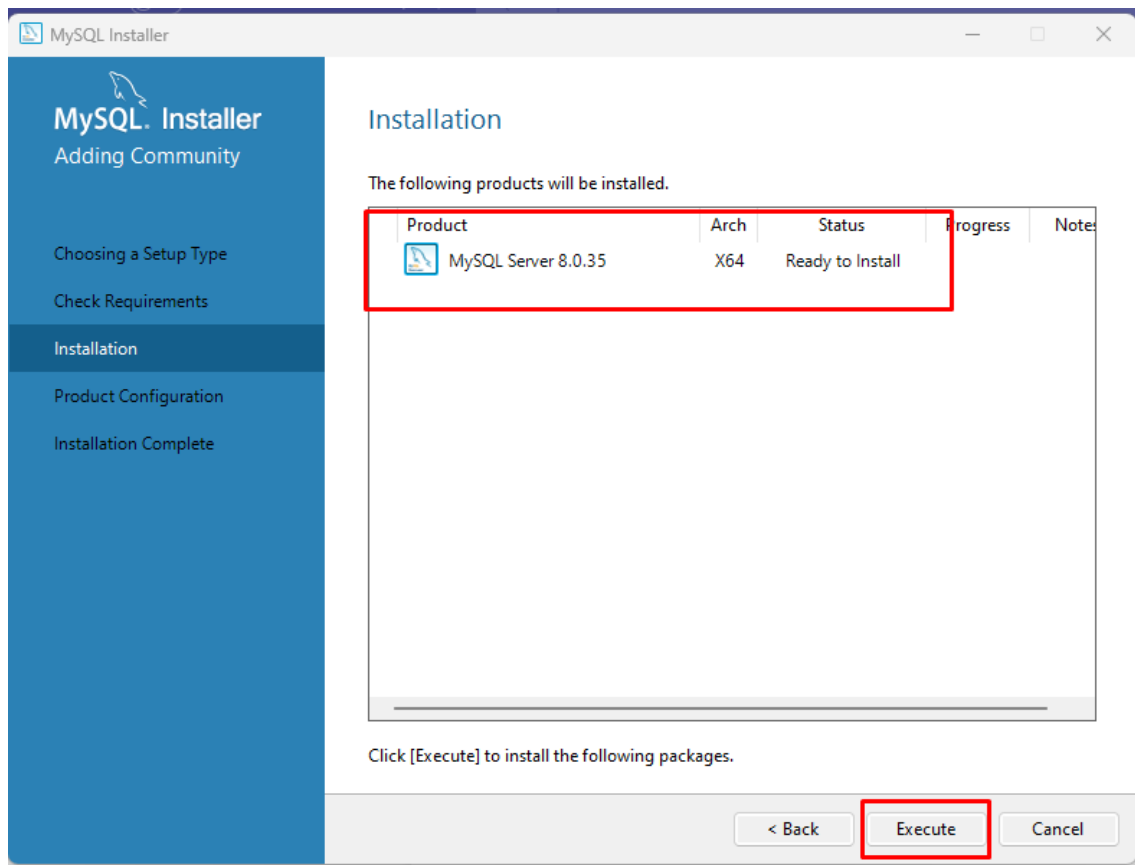 MySQL Installer
MySQL. Installer
Adding Community
Choosing a Setup Type
Check Requirements
Installation
Product Configuration
Installation Complete
Installation
The following products will be installed.
Product Arch Status Progress Notes
MySQL Server 8.0.35 X64 Ready to Install
Click [Execute] to install the following packages.
< Back Execute Cancel